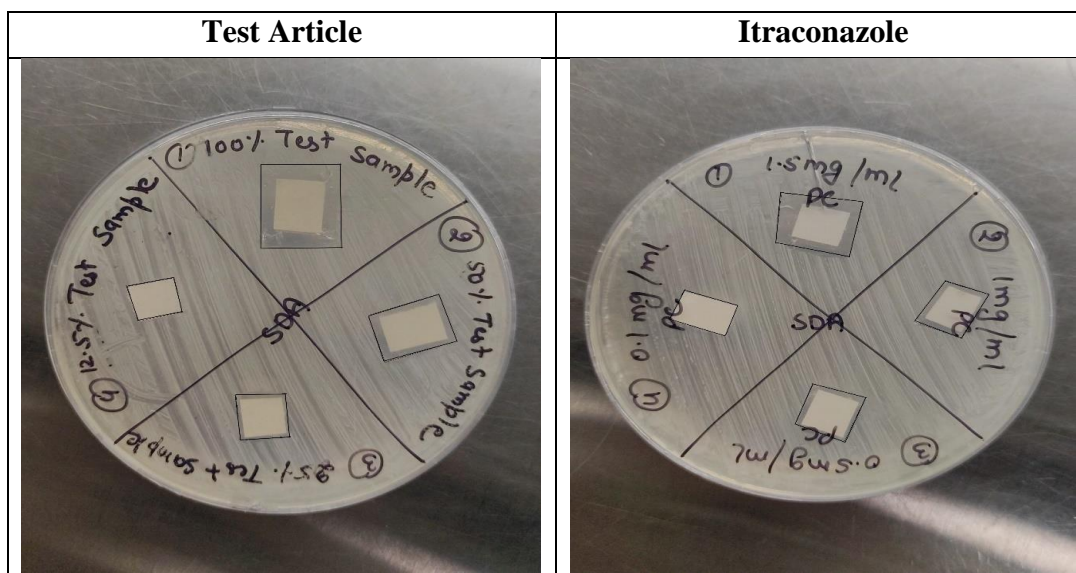 Test Article
Itraconazole
① 100% Test Sample
② 50% Test Sample
③ 25% Test Sample
④ 12.5% Test Sample
SDA
① 1.5mg/ml
PC
② 1mg/ml
PC
③ 0.5mg/mL
PC
④ 0.1mg/ml
PC
SDA